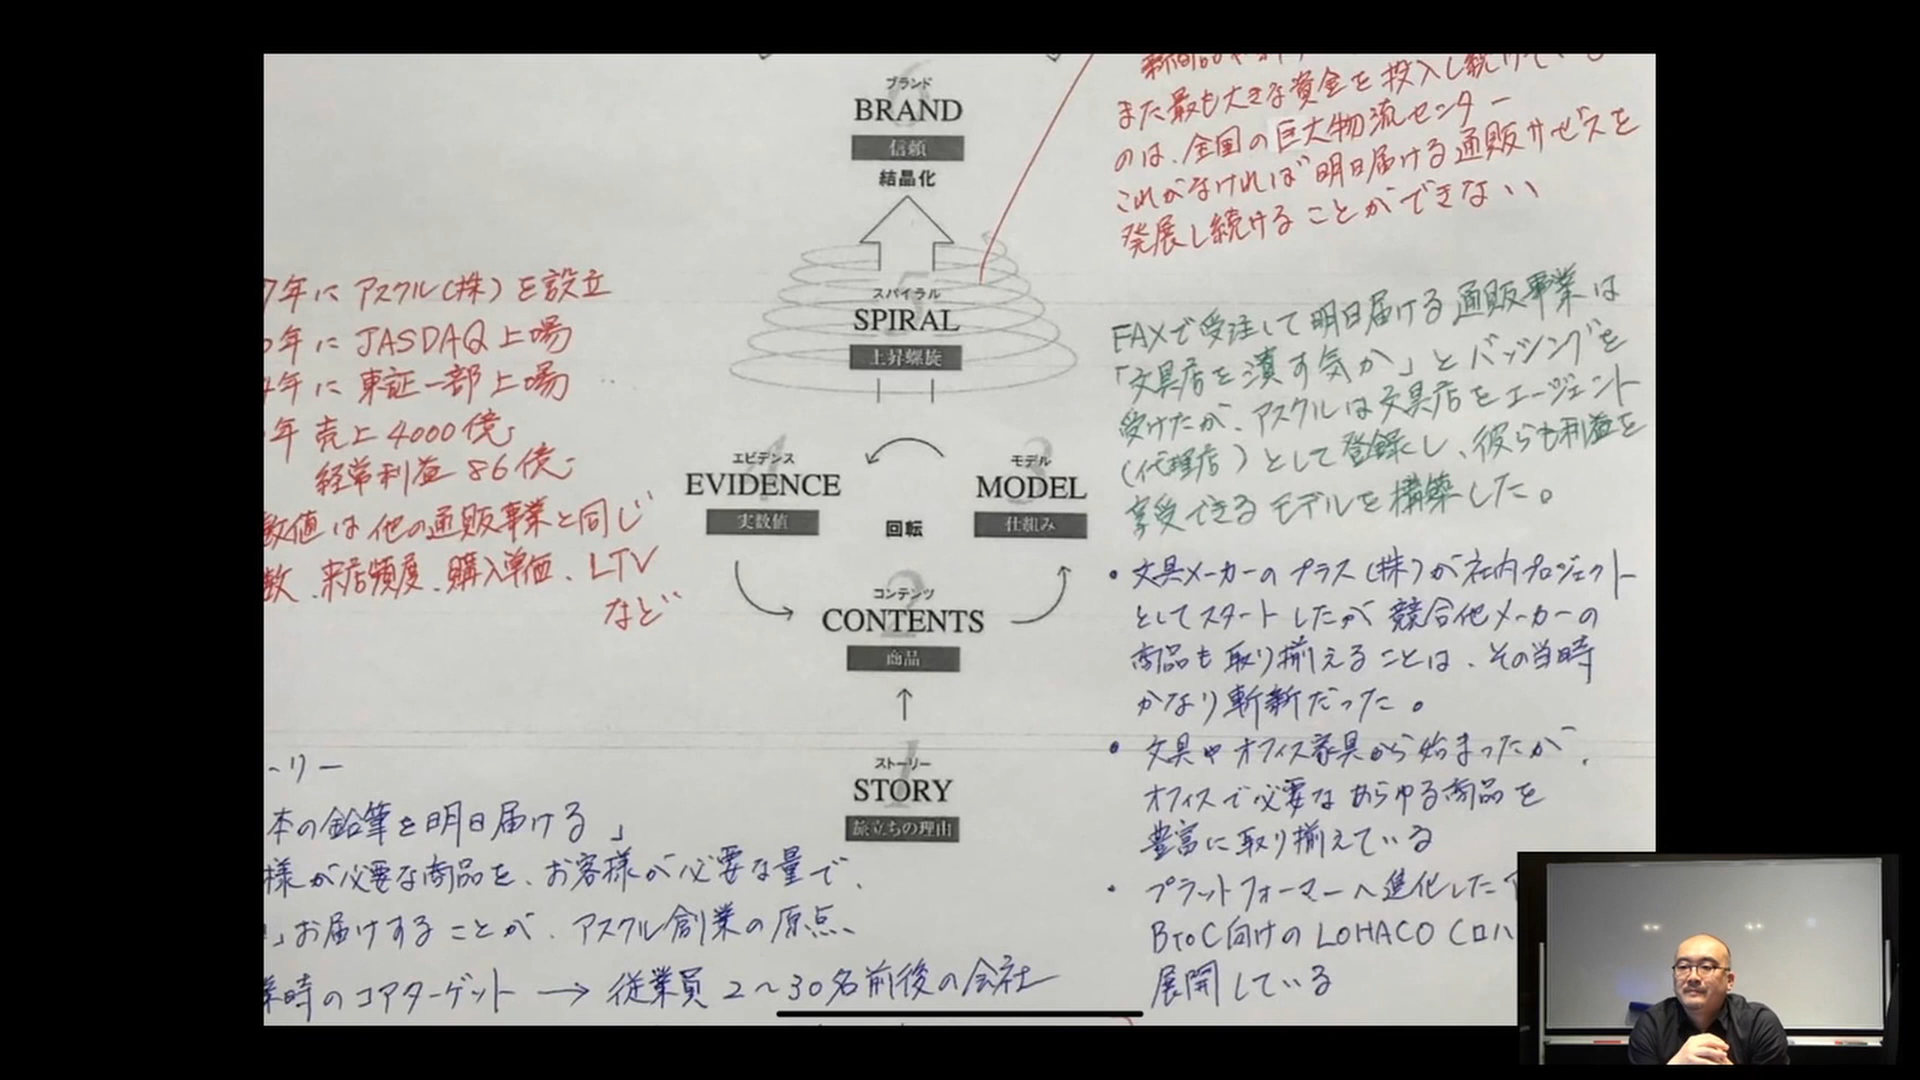 ブランド
BRAND
信頼
結晶化
スパイラル
SPIRAL
上昇螺旋
エビデンス
EVIDENCE
実数値
回転
モデル
MODEL
仕組み
コンテンツ
CONTENTS
商品
ストーリー
STORY
旅立ちの理由
7年に アスクル(株)を設立
0年に JASDAQ上場
4年に 東証一部上場
年 売上4000億
経常利益 86億
数値は他の通販事業と同じ
数、来店頻度、購入単価、LTV
など
ーリー
本の鉛筆を明日届ける」
様が必要な商品を、お客様が必要な量で、
」お届けすることが、アスクル創業の原点、
業時のコアターゲット → 従業員2〜30名前後の会社
また最も大きな資金を投入し続けている
のは、全国の巨大物流センター
これがなければ明日届ける通販サービスを
発展し続けることができない
FAXで受注して明日届ける通販事業は
「文具店を潰す気か」とバッシングを
受けたが、アスクルは文具店をエージェント
(代理店)として登録し、彼らも利益を
享受できるモデルを構築した。
・文具メーカーのプラス(株)が社内プロジェクト
としてスタートしたが競合他メーカーの
商品も取り揃えることは、その当時
かなり斬新だった。
・文具やオフィス家具から始まったが、
オフィスで必要なあらゆる商品を
豊富に取り揃えている
・プラットフォーマーへ進化した
BtoC向けのLOHACO(ロハ
展開している